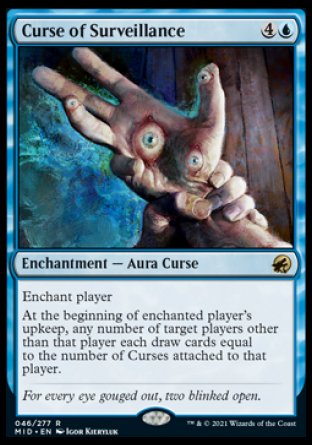 Curse of Surveillance 4
Enchantment — Aura Curse
Enchant player
At the beginning of enchanted player's
upkeep, any number of target players other
than that player each draw cards equal
to the number of Curses attached to that
player.
For every eye gouged out, two blinked open.
046/277 R
MID • EN Igor Kieryluk
™ & © 2021 Wizards of the Coast